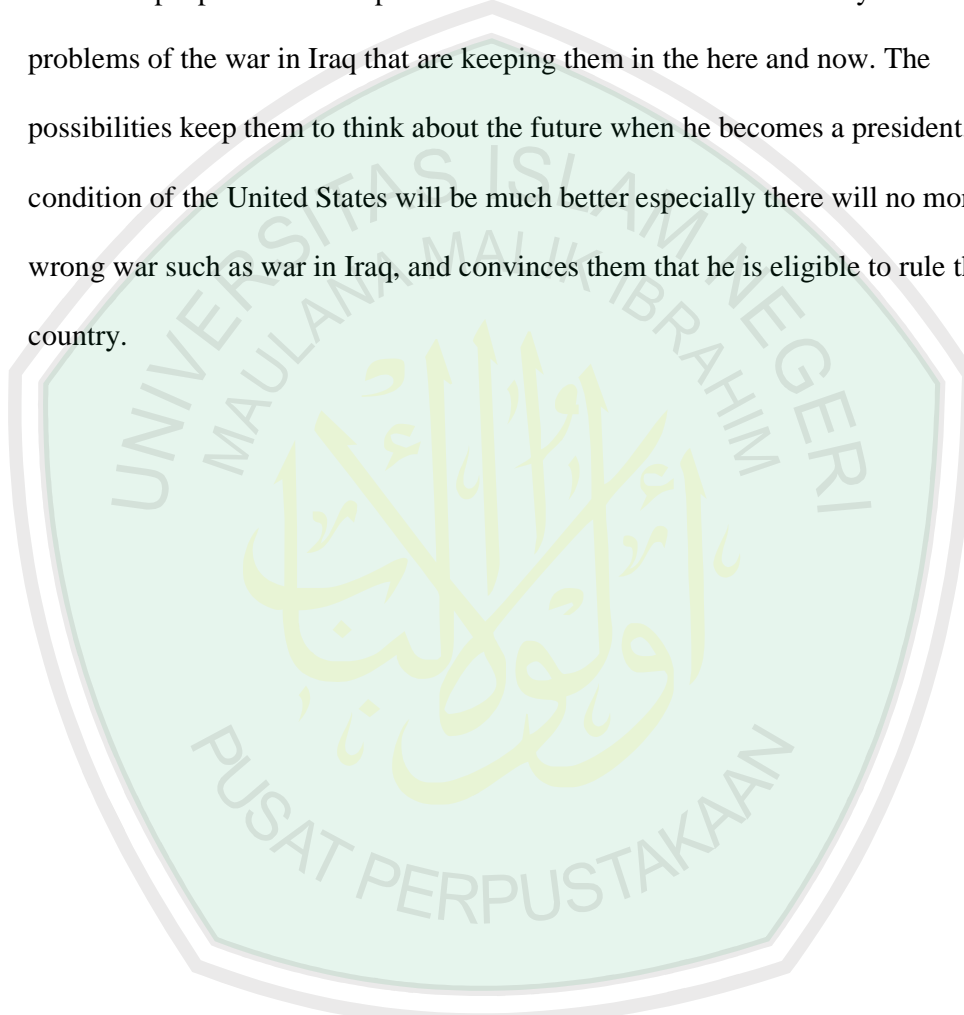 problems of the war in Iraq that are keeping them in the here and now. The
possibilities keep them to think about the future when he becomes a president
condition of the United States will be much better especially there will no
wrong war such as war in Iraq, and convinces them that he is eligible to rule
country.
UNIVERSITAS ISLAM NEGERI
MAULANA MALIK IBRAHIM
أولوا الألباب
PUSAT PERPUSTAKAAN